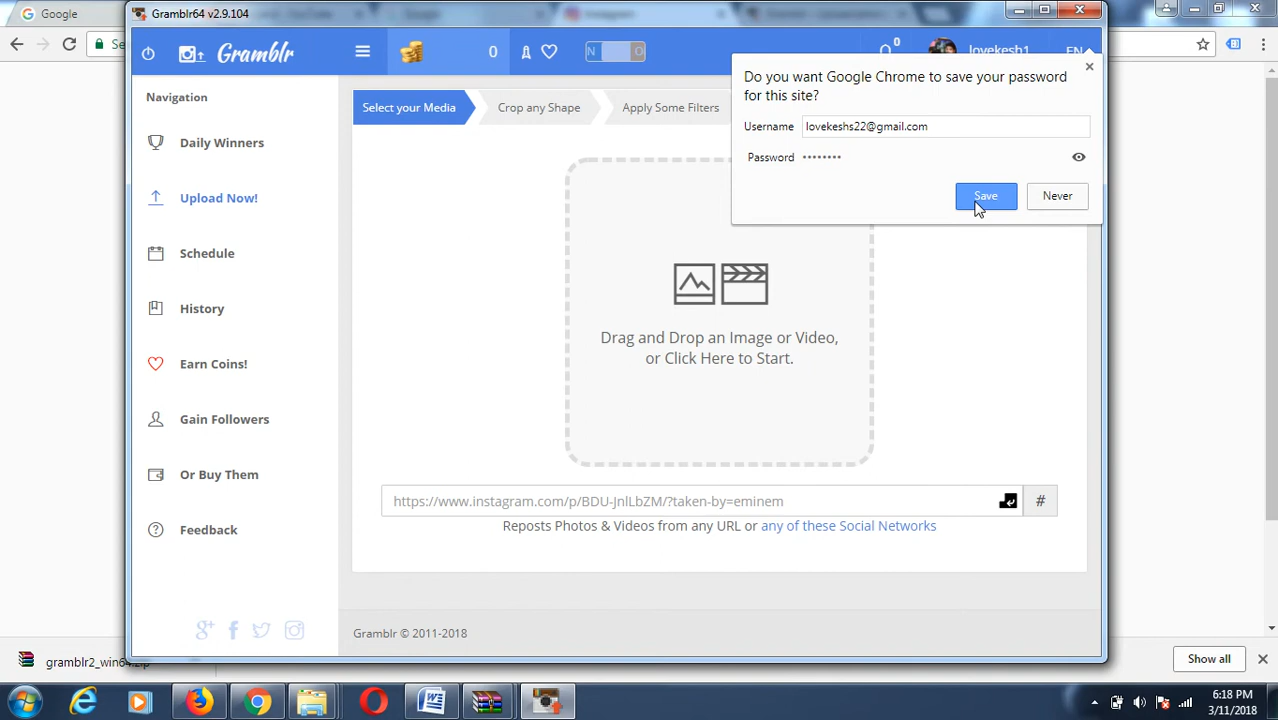 Google
Gramblr64 v2.9.104
Se
Gramblr
0
N
O
0
lovekesh1
EN
Do you want Google Chrome to save your password
for this site?
Username
lovekeshs22@gmail.com
Password
••••••••
Save
Never
Navigation
Daily Winners
Upload Now!
Schedule
History
Earn Coins!
Gain Followers
Or Buy Them
Feedback
Select your Media
Crop any Shape
Apply Some Filters
Drag and Drop an Image or Video,
or Click Here to Start.
https://www.instagram.com/p/BDU-JnlLbZM/?taken-by=eminem
#
Reposts Photos & Videos from any URL or any of these Social Networks
Gramblr © 2011-2018
gramblr2_win64.zip
Show all
6:18 PM
3/11/2018